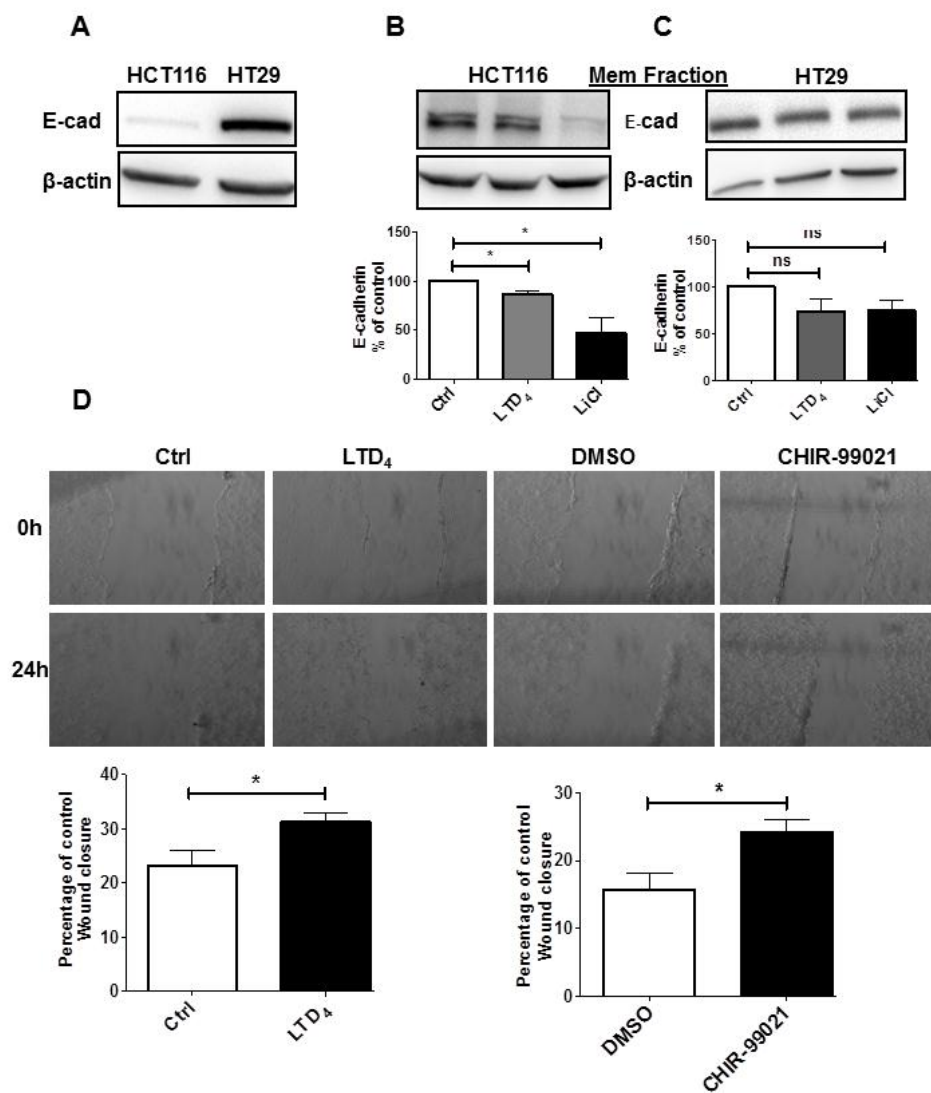 A
HCT116 HT29
E-cad
β-actin
B
C
HCT116 Mem Fraction HT29
E-cad
β-actin
E-cadherin
% of control
100
50
0
*
*
Ctrl
LTD4
LiCl
E-cadherin
% of control
150
100
50
0
ns
ns
Ctrl
LTD4
LiCl
D
Ctrl LTD4 DMSO CHIR-99021
0h
24h
Percentage of control
Wound closure
40
30
20
10
0
*
Ctrl
LTD4
Percentage of control
Wound closure
30
20
10
0
*
DMSO
CHIR-99021